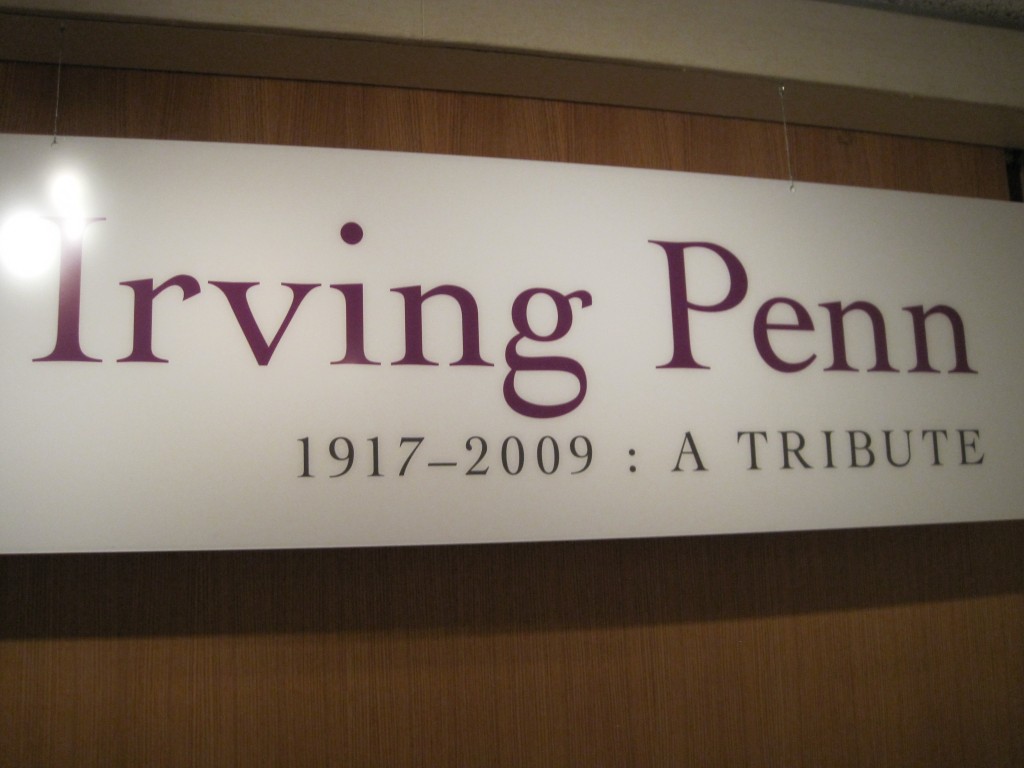 Irving Penn
1917–2009 : A TRIBUTE